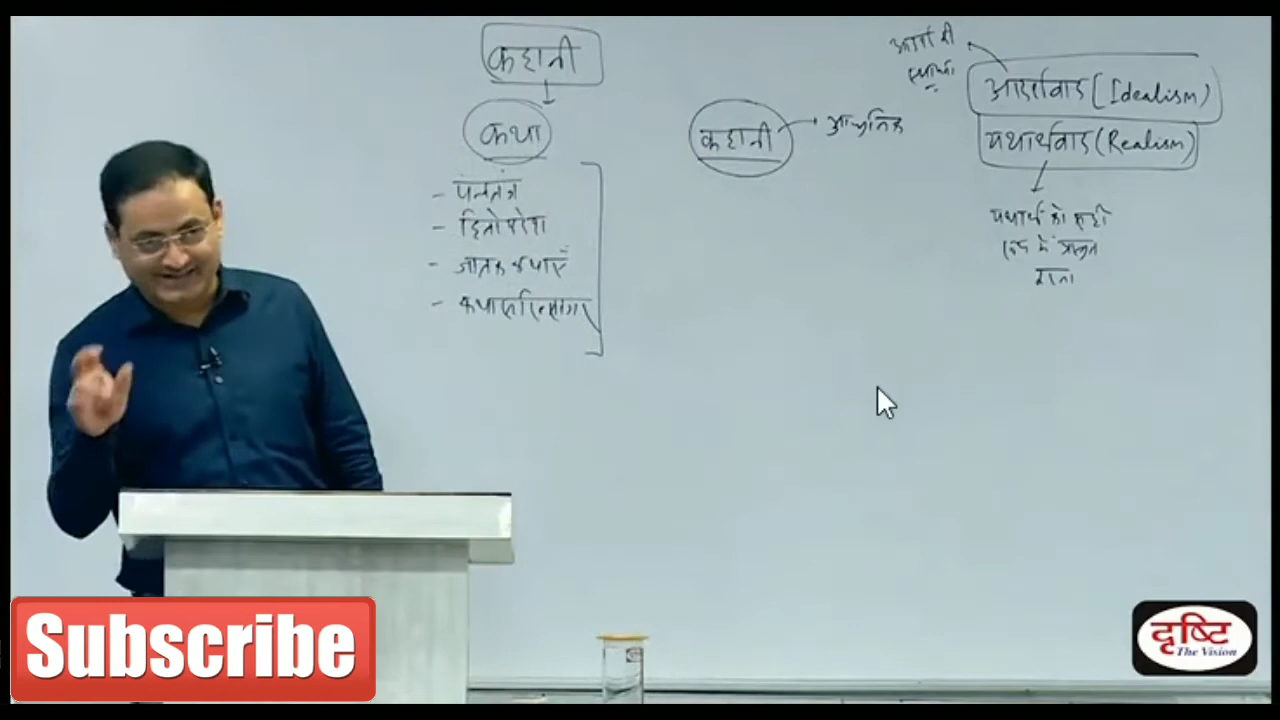 कहानी
कथा
- पंचतंत्र
- हितोपदेश
- जातक कथाएँ
- कथासरित्सागर
कहानी
आधुनिक
आदर्शवाद (Idealism)
यथार्थवाद (Realism)
यथार्थ को सही
रूप में प्रस्तुत
Subscribe
दृष्टि
The Vision